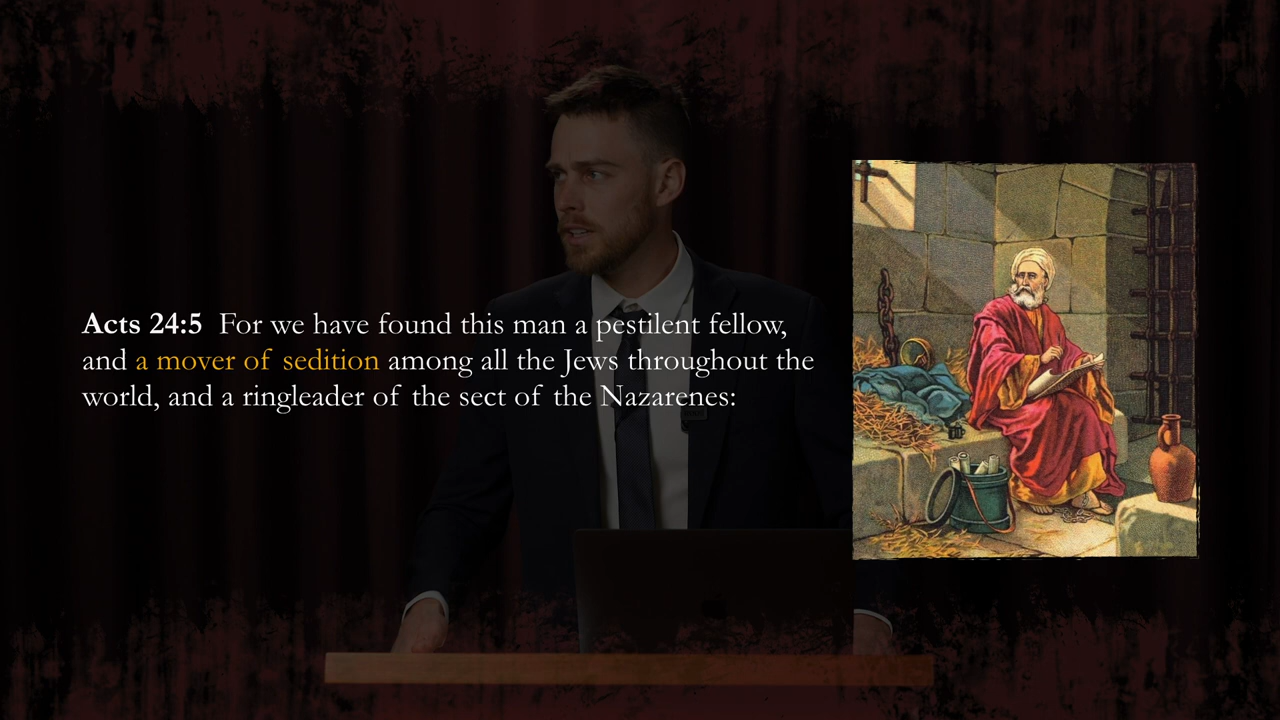 Acts 24:5 For we have found this man a pestilent fellow,
and a mover of sedition among all the Jews throughout the
world, and a ringleader of the sect of the Nazarenes: